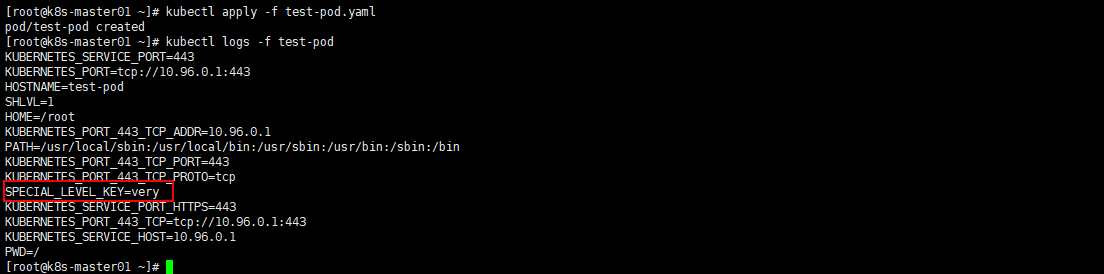 [root@k8s-master01 ~]# kubectl apply -f test-pod.yaml
pod/test-pod created
[root@k8s-master01 ~]# kubectl logs -f test-pod
KUBERNETES_SERVICE_PORT=443
KUBERNETES_PORT=tcp://10.96.0.1:443
HOSTNAME=test-pod
SHLVL=1
HOME=/root
KUBERNETES_PORT_443_TCP_ADDR=10.96.0.1
PATH=/usr/local/sbin:/usr/local/bin:/usr/sbin:/usr/bin:/sbin:/bin
KUBERNETES_PORT_443_TCP_PORT=443
KUBERNETES_PORT_443_TCP_PROTO=tcp
SPECIAL_LEVEL_KEY=very
KUBERNETES_SERVICE_PORT_HTTPS=443
KUBERNETES_PORT_443_TCP=tcp://10.96.0.1:443
KUBERNETES_SERVICE_HOST=10.96.0.1
PWD=/
[root@k8s-master01 ~]#